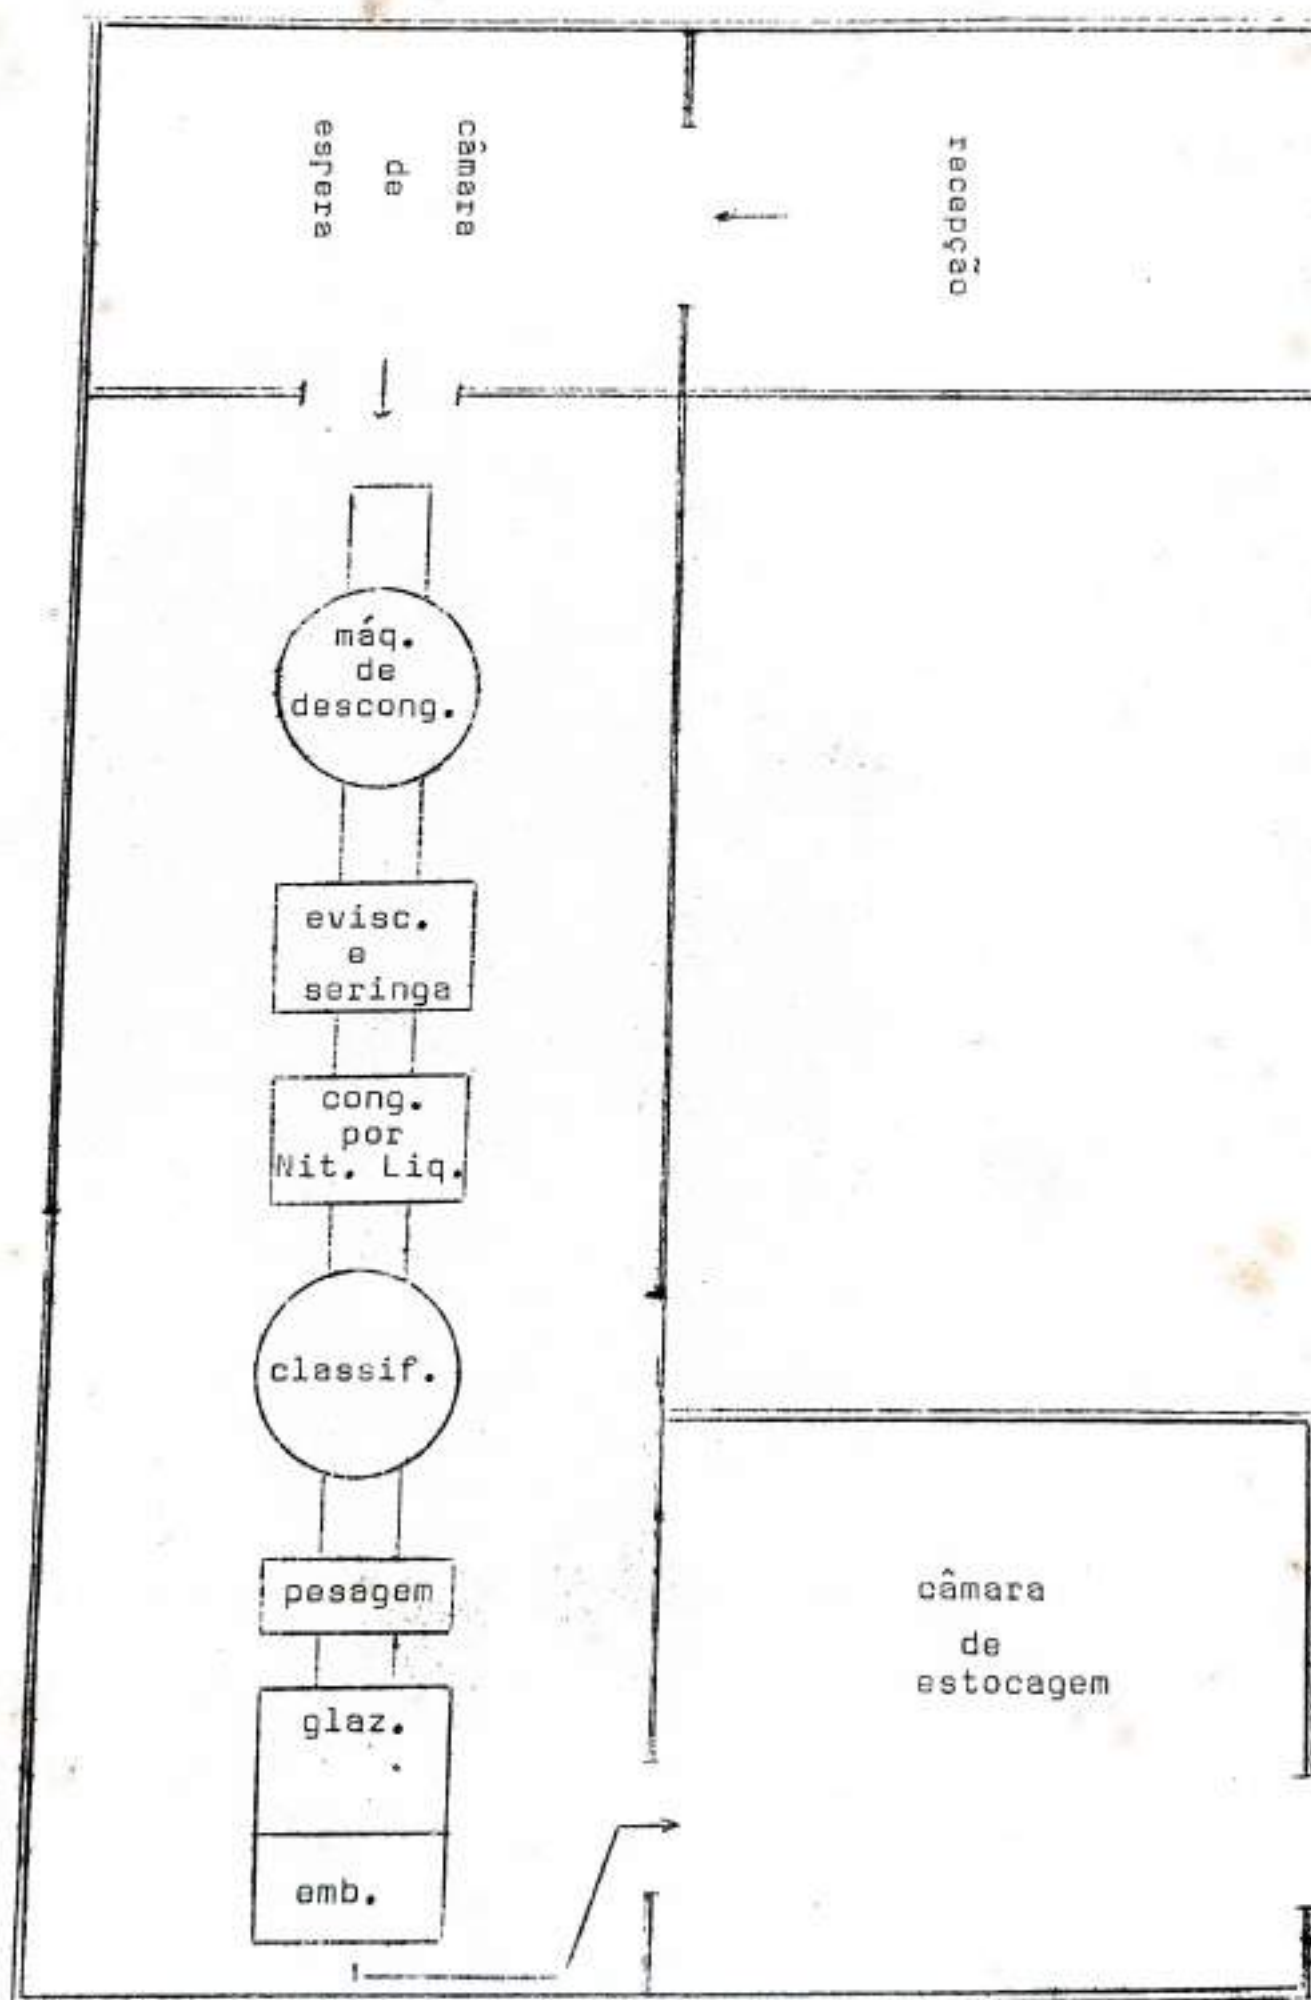 câmara
de
espera
recepção
máq.
de
descong.
evisc.
e
seringa
cong.
por
Nit. Liq.
classif.
pesagem
glaz.
emb.
câmara
de
estocagem